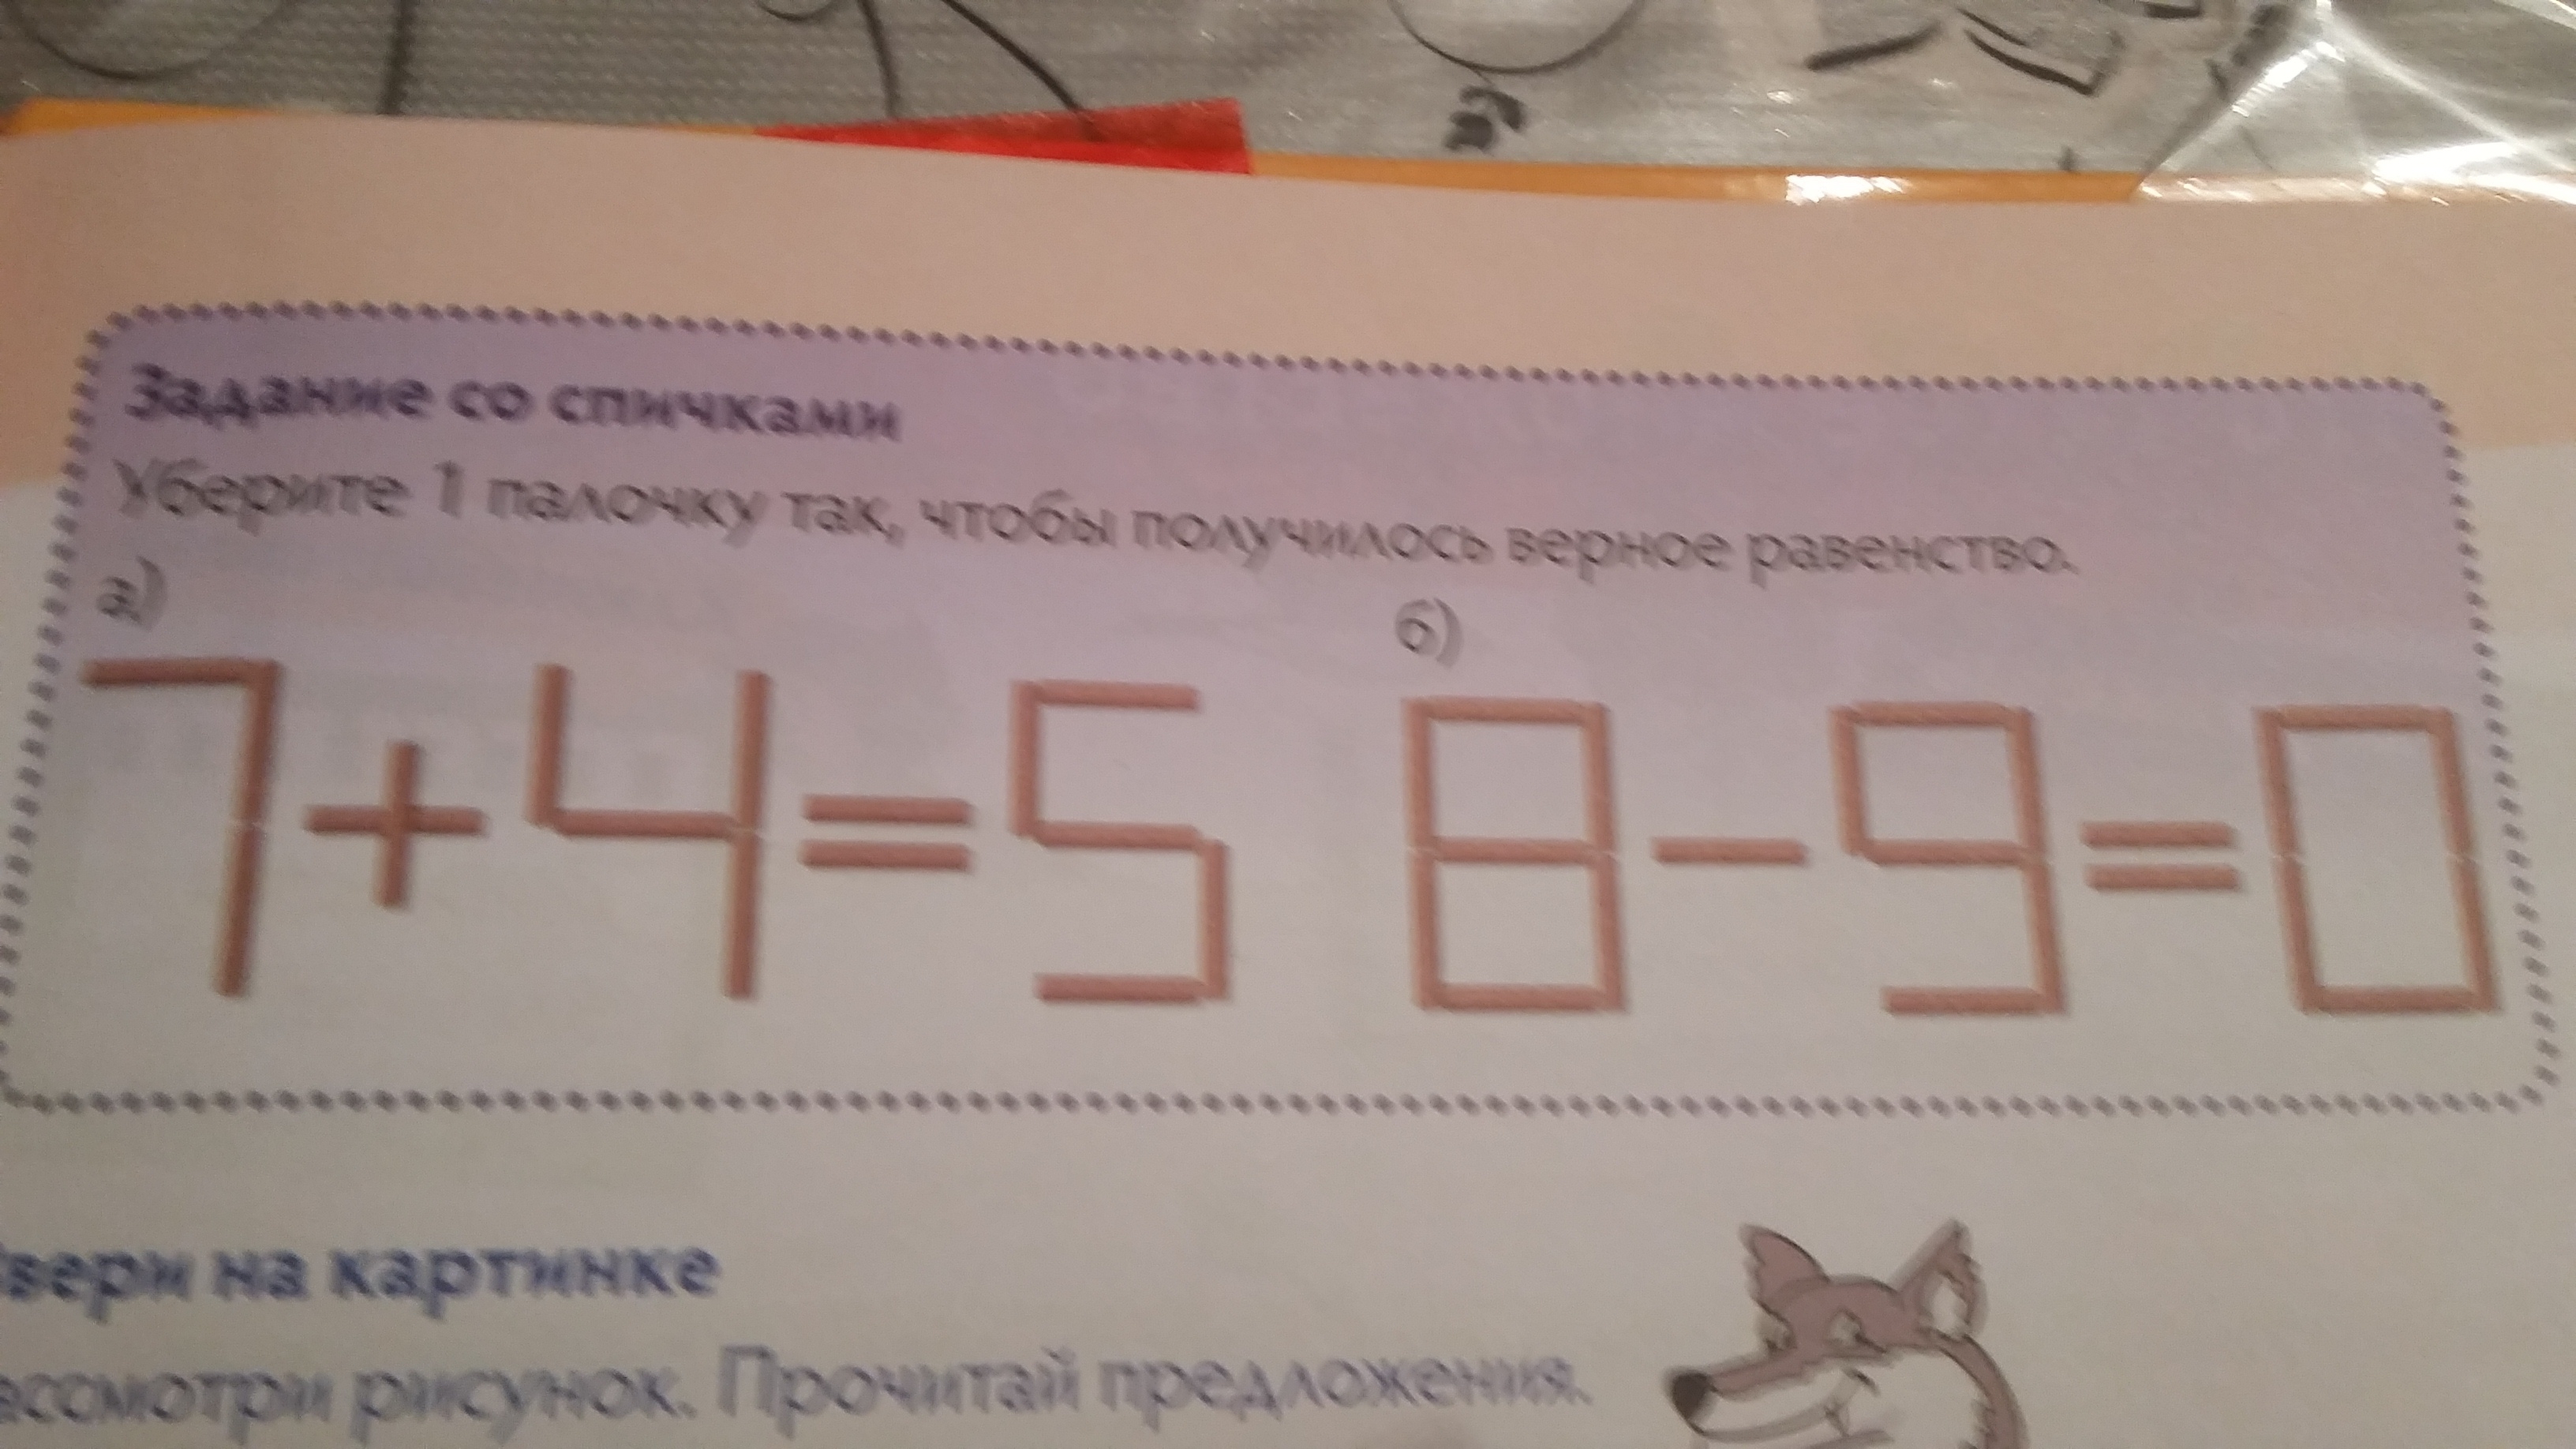 Задание со спичками
Уберите 1 палочку так, чтобы получилось верное равенство.
а)
б)
7+4=5
8-9=0
вери на картинке
ассмотри рисунок. Прочитай предложения.